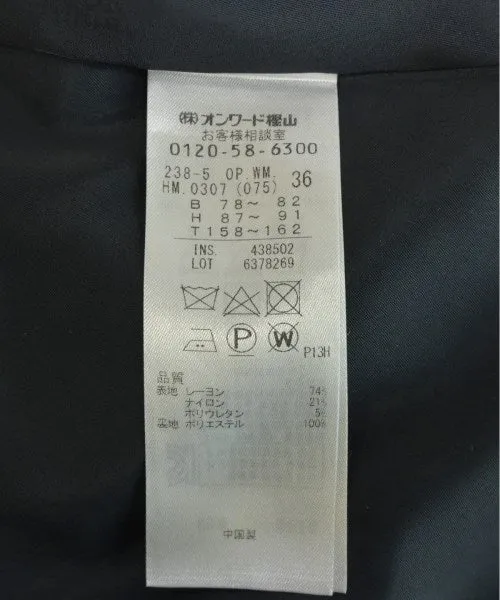 (株)オンワード樫山
お客様相談室
0120-58-6300
238-5 OP.WM. 36
HM.0307(075)
B 78～ 82
H 87～ 91
T158～162
INS. 438502
LOT 6378269
P W P13H
品質
表地 レーヨン 74%
ナイロン 21%
ポリウレタン 5%
裏地 ポリエステル 100%
中国製